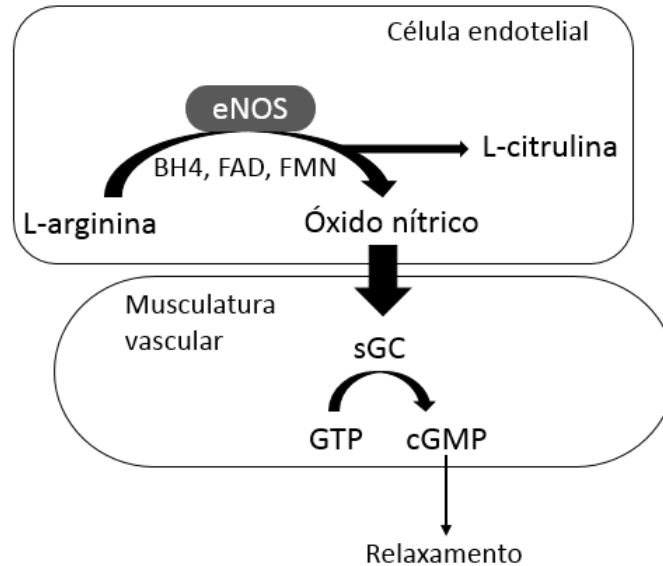 Célula endotelial
eNOS
BH4, FAD, FMN
L-citrulina
L-arginina
Óxido nítrico
Musculatura
vascular
sGC
GTP
cGMP
Relaxamento